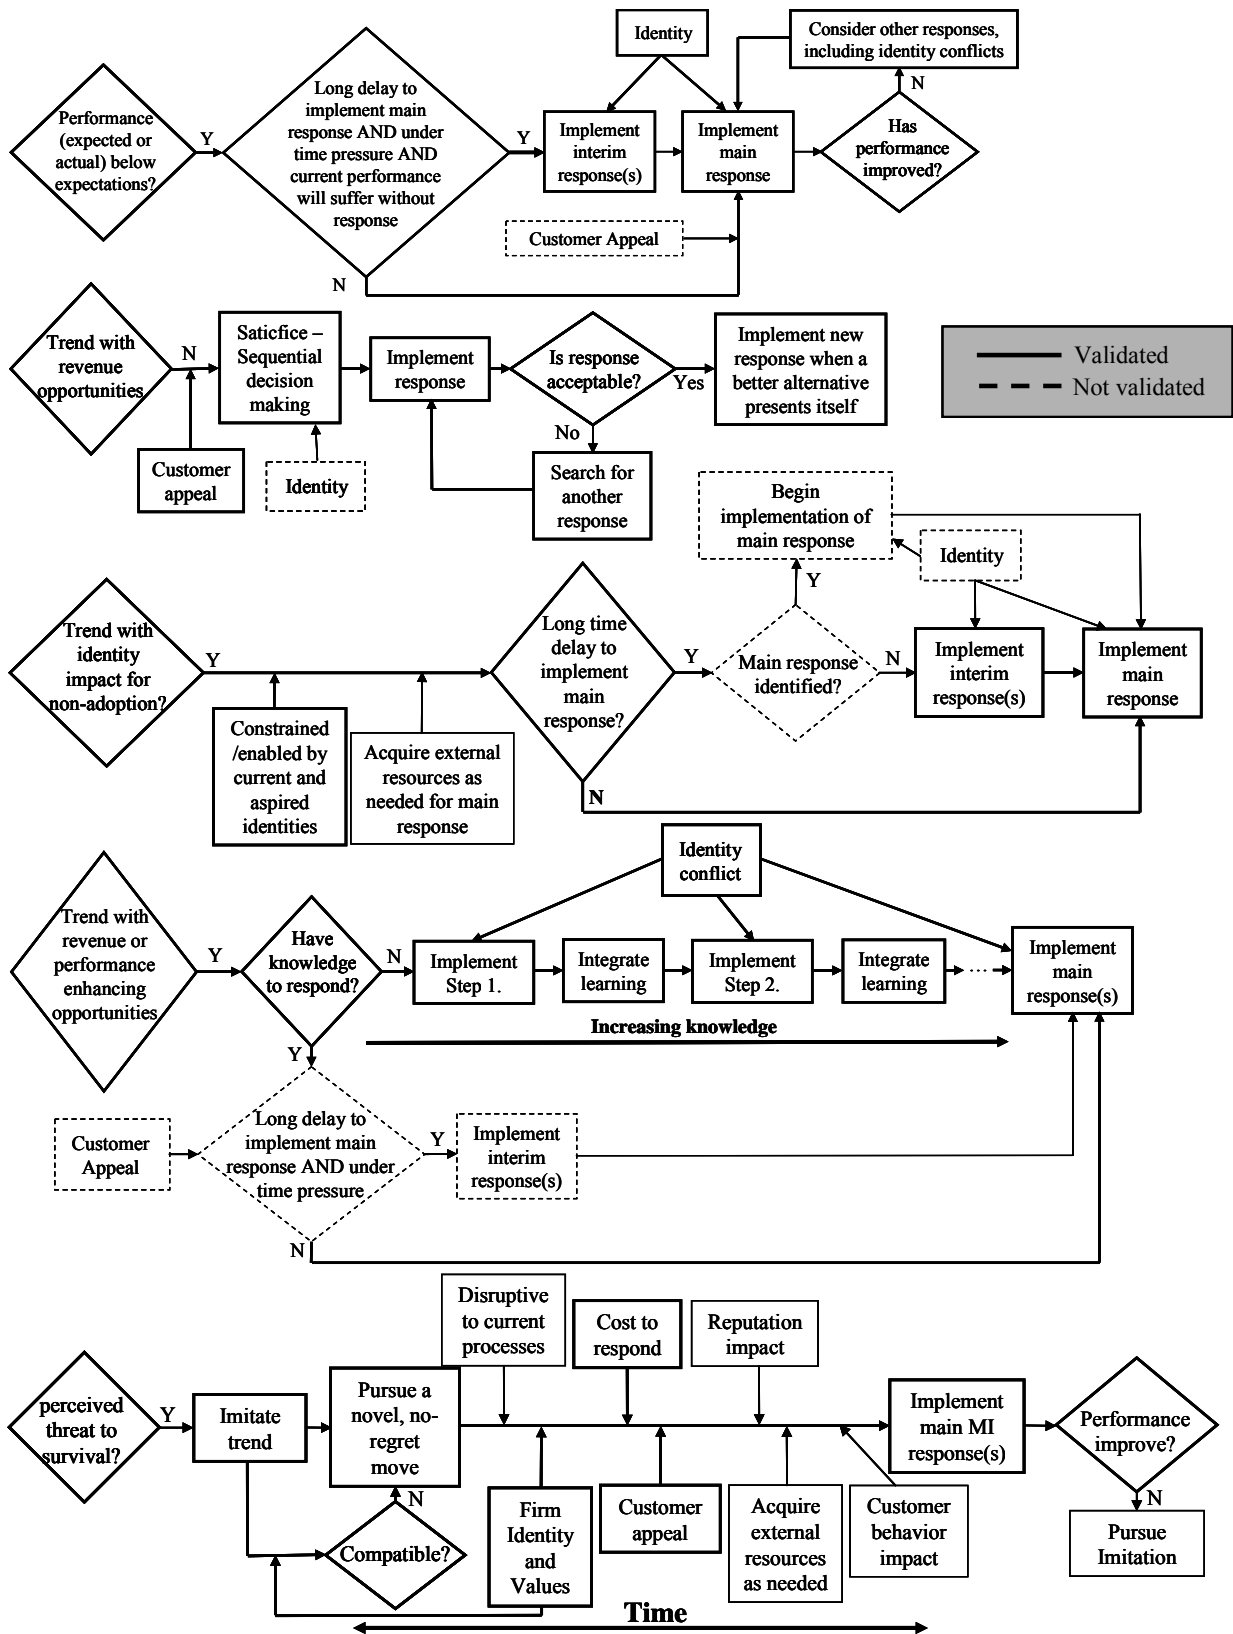 Identity
Consider other responses,
including identity conflicts
N
Performance
(expected or
actual) below
expectations?
Y
Long delay to
implement main
response AND under
time pressure AND
current performance
will suffer without
response
Y
Implement
interim
response(s)
Implement
main
response
Has
performance
improved?
Customer Appeal
N
Trend with
revenue
opportunities
N
Saticfice –
Sequential
decision
making
Implement
response
Is response
acceptable?
Yes
Implement new
response when a
better alternative
presents itself
Validated
Not validated
No
Customer
appeal
Identity
Search for
another
response
Begin
implementation of
main response
Identity
Y
Trend with
identity
impact for
non-adoption?
Y
Long time
delay to
implement
main
response?
Y
Main response
identified?
N
Implement
interim
response(s)
Implement
main
response
Constrained
/enabled by
current and
aspired
identities
Acquire external
resources as
needed for main
response
N
Identity
conflict
Trend with
revenue or
performance
enhancing
opportunities
Y
Have
knowledge
to respond?
N
Implement
Step 1.
Integrate
learning
Implement
Step 2.
Integrate
learning
...
Implement
main
response(s)
Increasing knowledge
Y
Customer
Appeal
Long delay to
implement main
response AND under
time pressure
Y
Implement
interim
response(s)
N
Disruptive
to current
processes
Cost to
respond
Reputation
impact
perceived
threat to
survival?
Y
Imitate
trend
Pursue a
novel, no-
regret
move
Implement
main MI
response(s)
Performance
improve?
N
N
Compatible?
Firm
Identity
and
Values
Customer
appeal
Acquire
external
resources
as needed
Customer
behavior
impact
Pursue
Imitation
Time